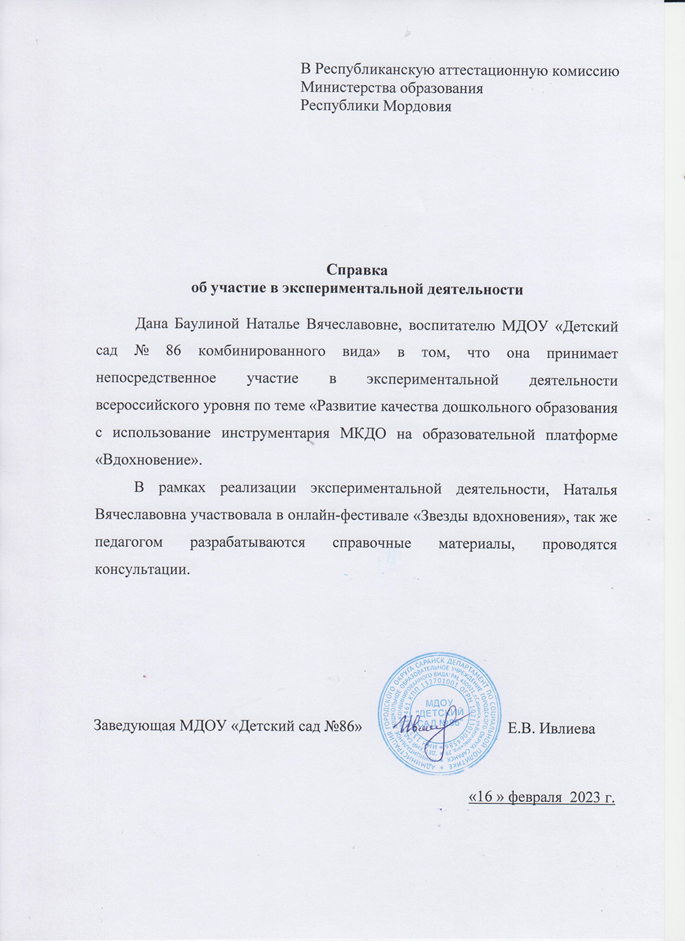 В Республиканскую аттестационную комиссию
Министерства образования
Республики Мордовия
Справка
об участие в экспериментальной деятельности
Дана Баулиной Наталье Вячеславовне, воспитателю МДОУ «Детский
сад № 86 комбинированного вида» в том, что она принимает
непосредственное участие в экспериментальной деятельности
всероссийского уровня по теме «Развитие качества дошкольного образования
с использование инструментария МКДО на образовательной платформе
«Вдохновение».
В рамках реализации экспериментальной деятельности, Наталья
Вячеславовна участвовала в онлайн-фестивале «Звезды вдохновения», так же
педагогом разрабатываются справочные материалы, проводятся
консультации.
Заведующая МДОУ «Детский сад №86»
МДОУ
"ДЕТСКИЙ
САД
Е.В. Ивлиева
«16 » февраля 2023 г.